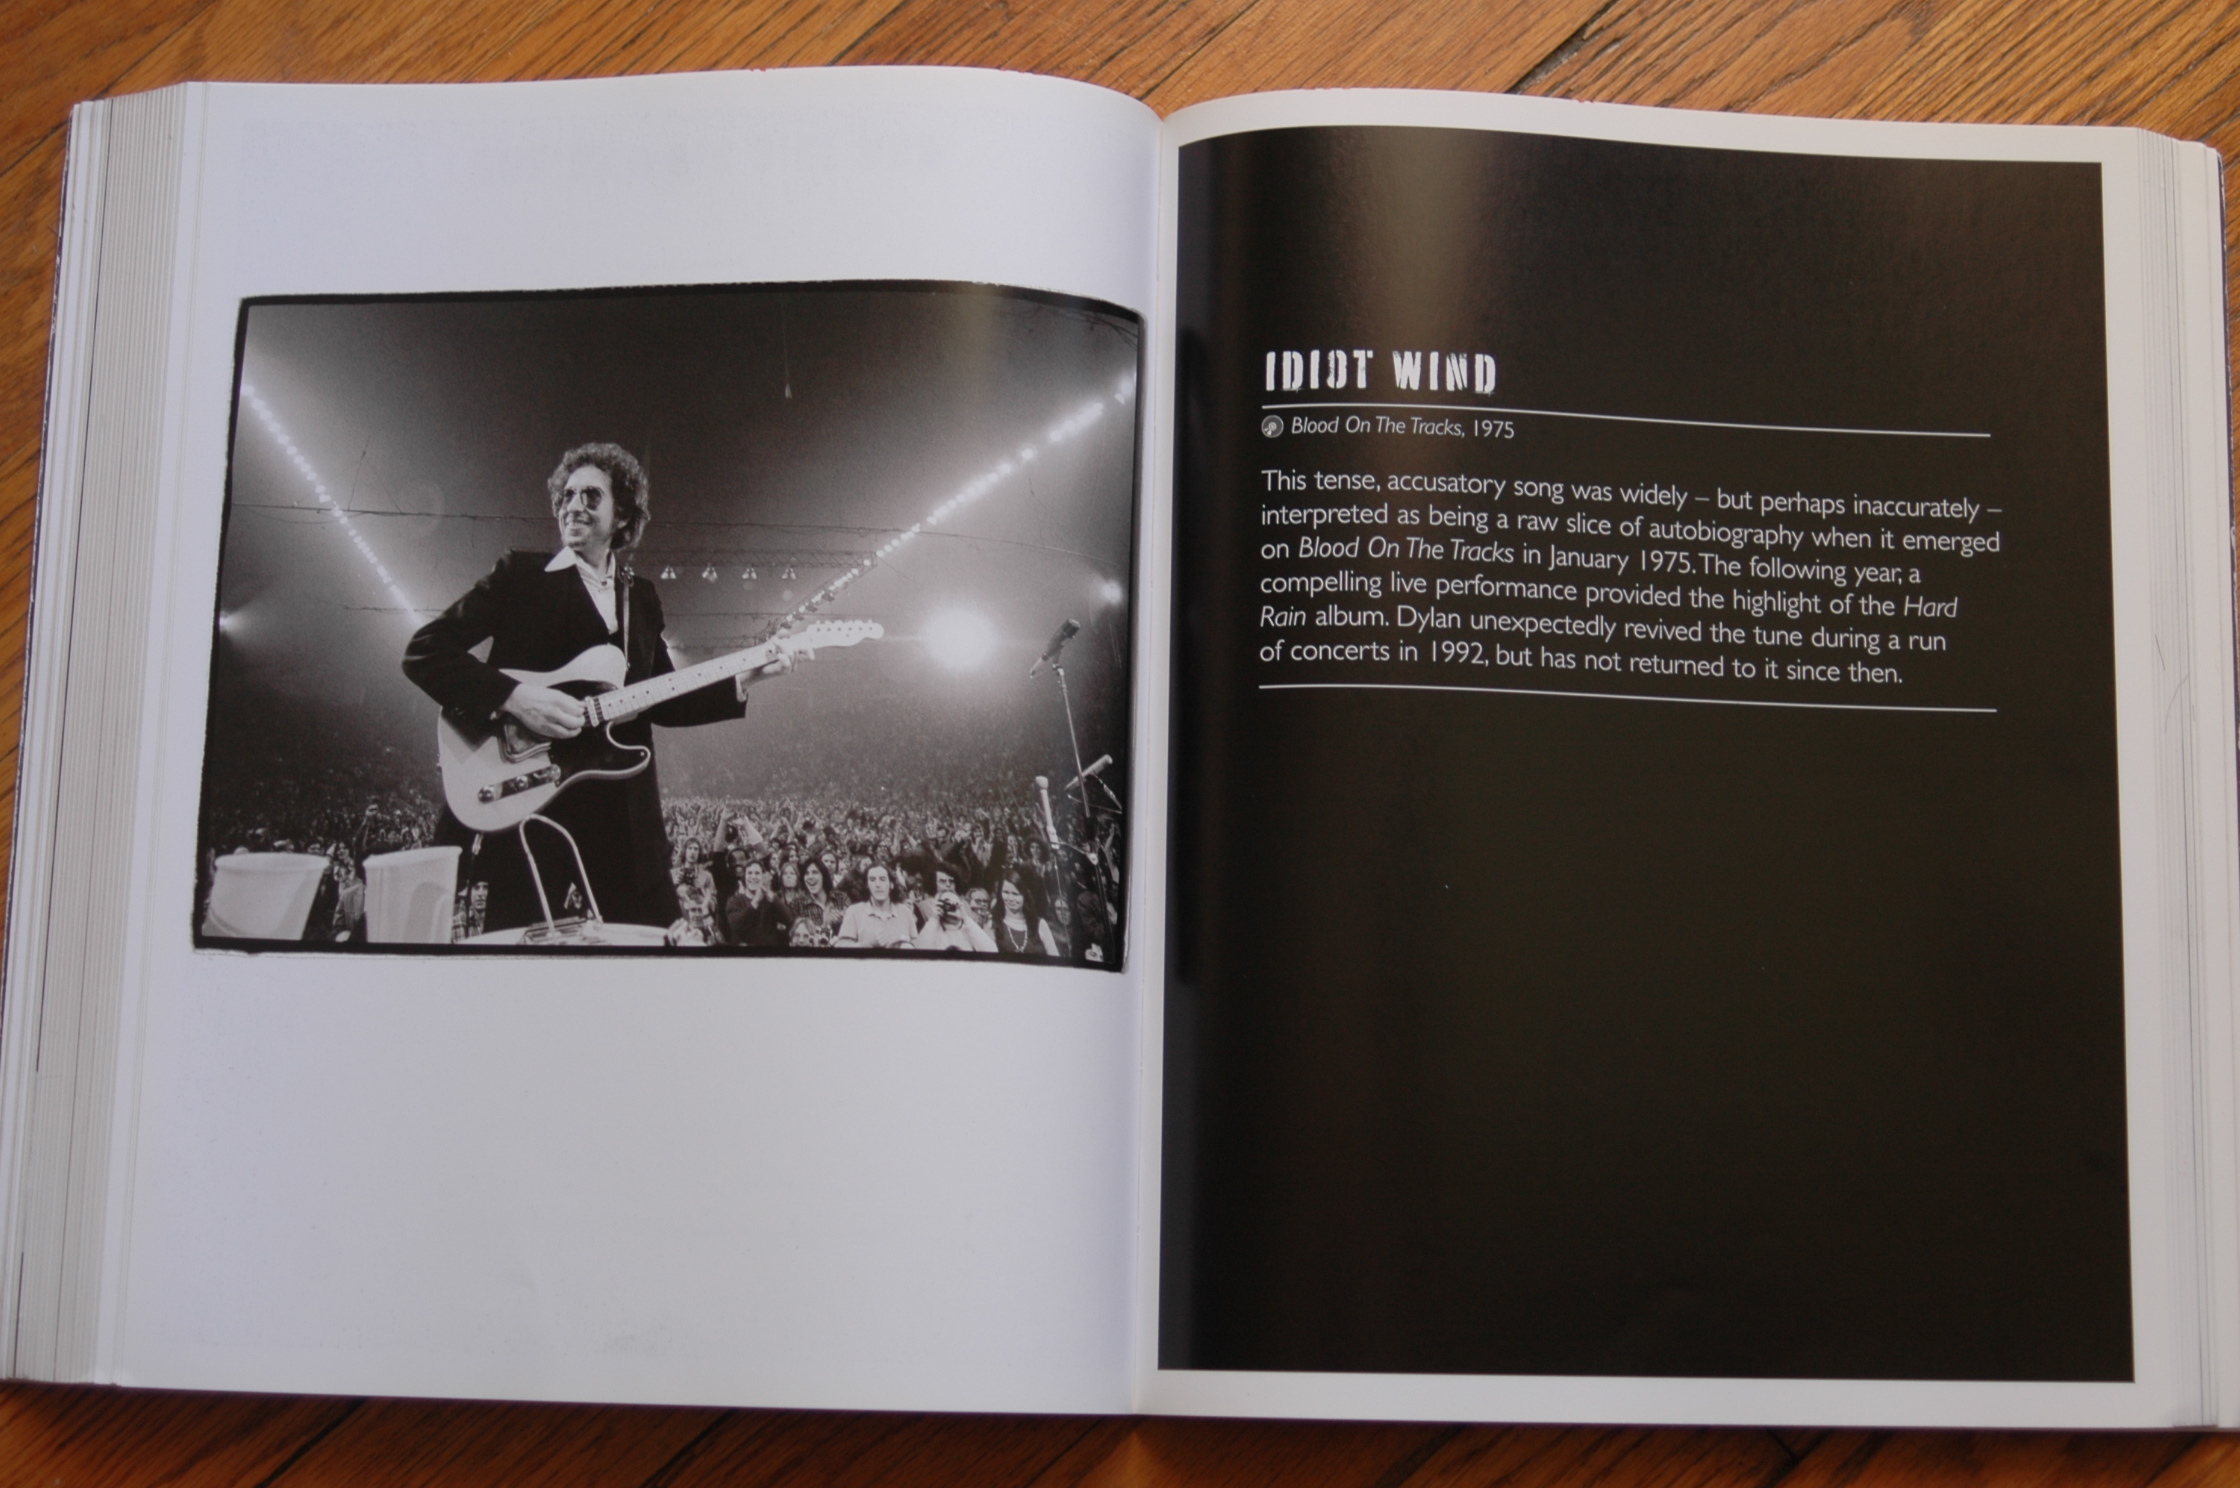 IDIOT WIND
Blood On The Tracks, 1975
This tense, accusatory song was widely – but perhaps inaccurately –
interpreted as being a raw slice of autobiography when it emerged
on Blood On The Tracks in January 1975. The following year, a
compelling live performance provided the highlight of the Hard
Rain album. Dylan unexpectedly revived the tune during a run
of concerts in 1992, but has not returned to it since then.